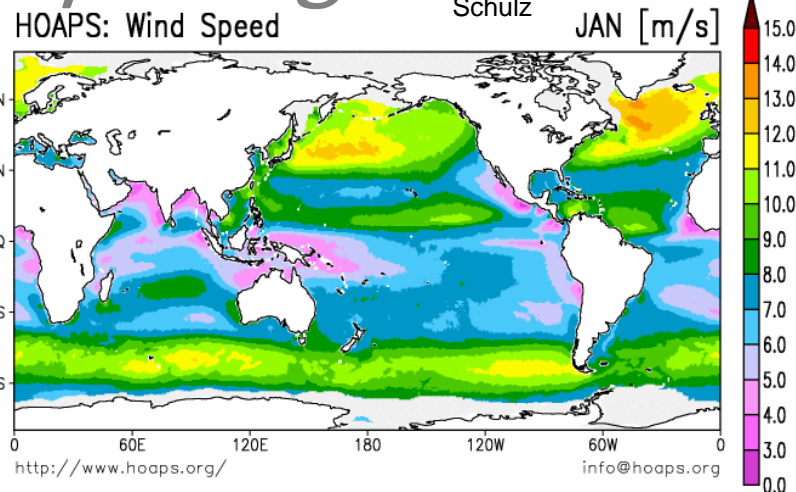 Schulz
HOAPS: Wind Speed JAN [m/s]
15.0
14.0
13.0
12.0
11.0
10.0
9.0
8.0
7.0
6.0
5.0
4.0
3.0
0.0
N
N
Q
S
S
0 60E 120E 180 120W 60W 0
http://www.hoaps.org/ info@hoaps.org